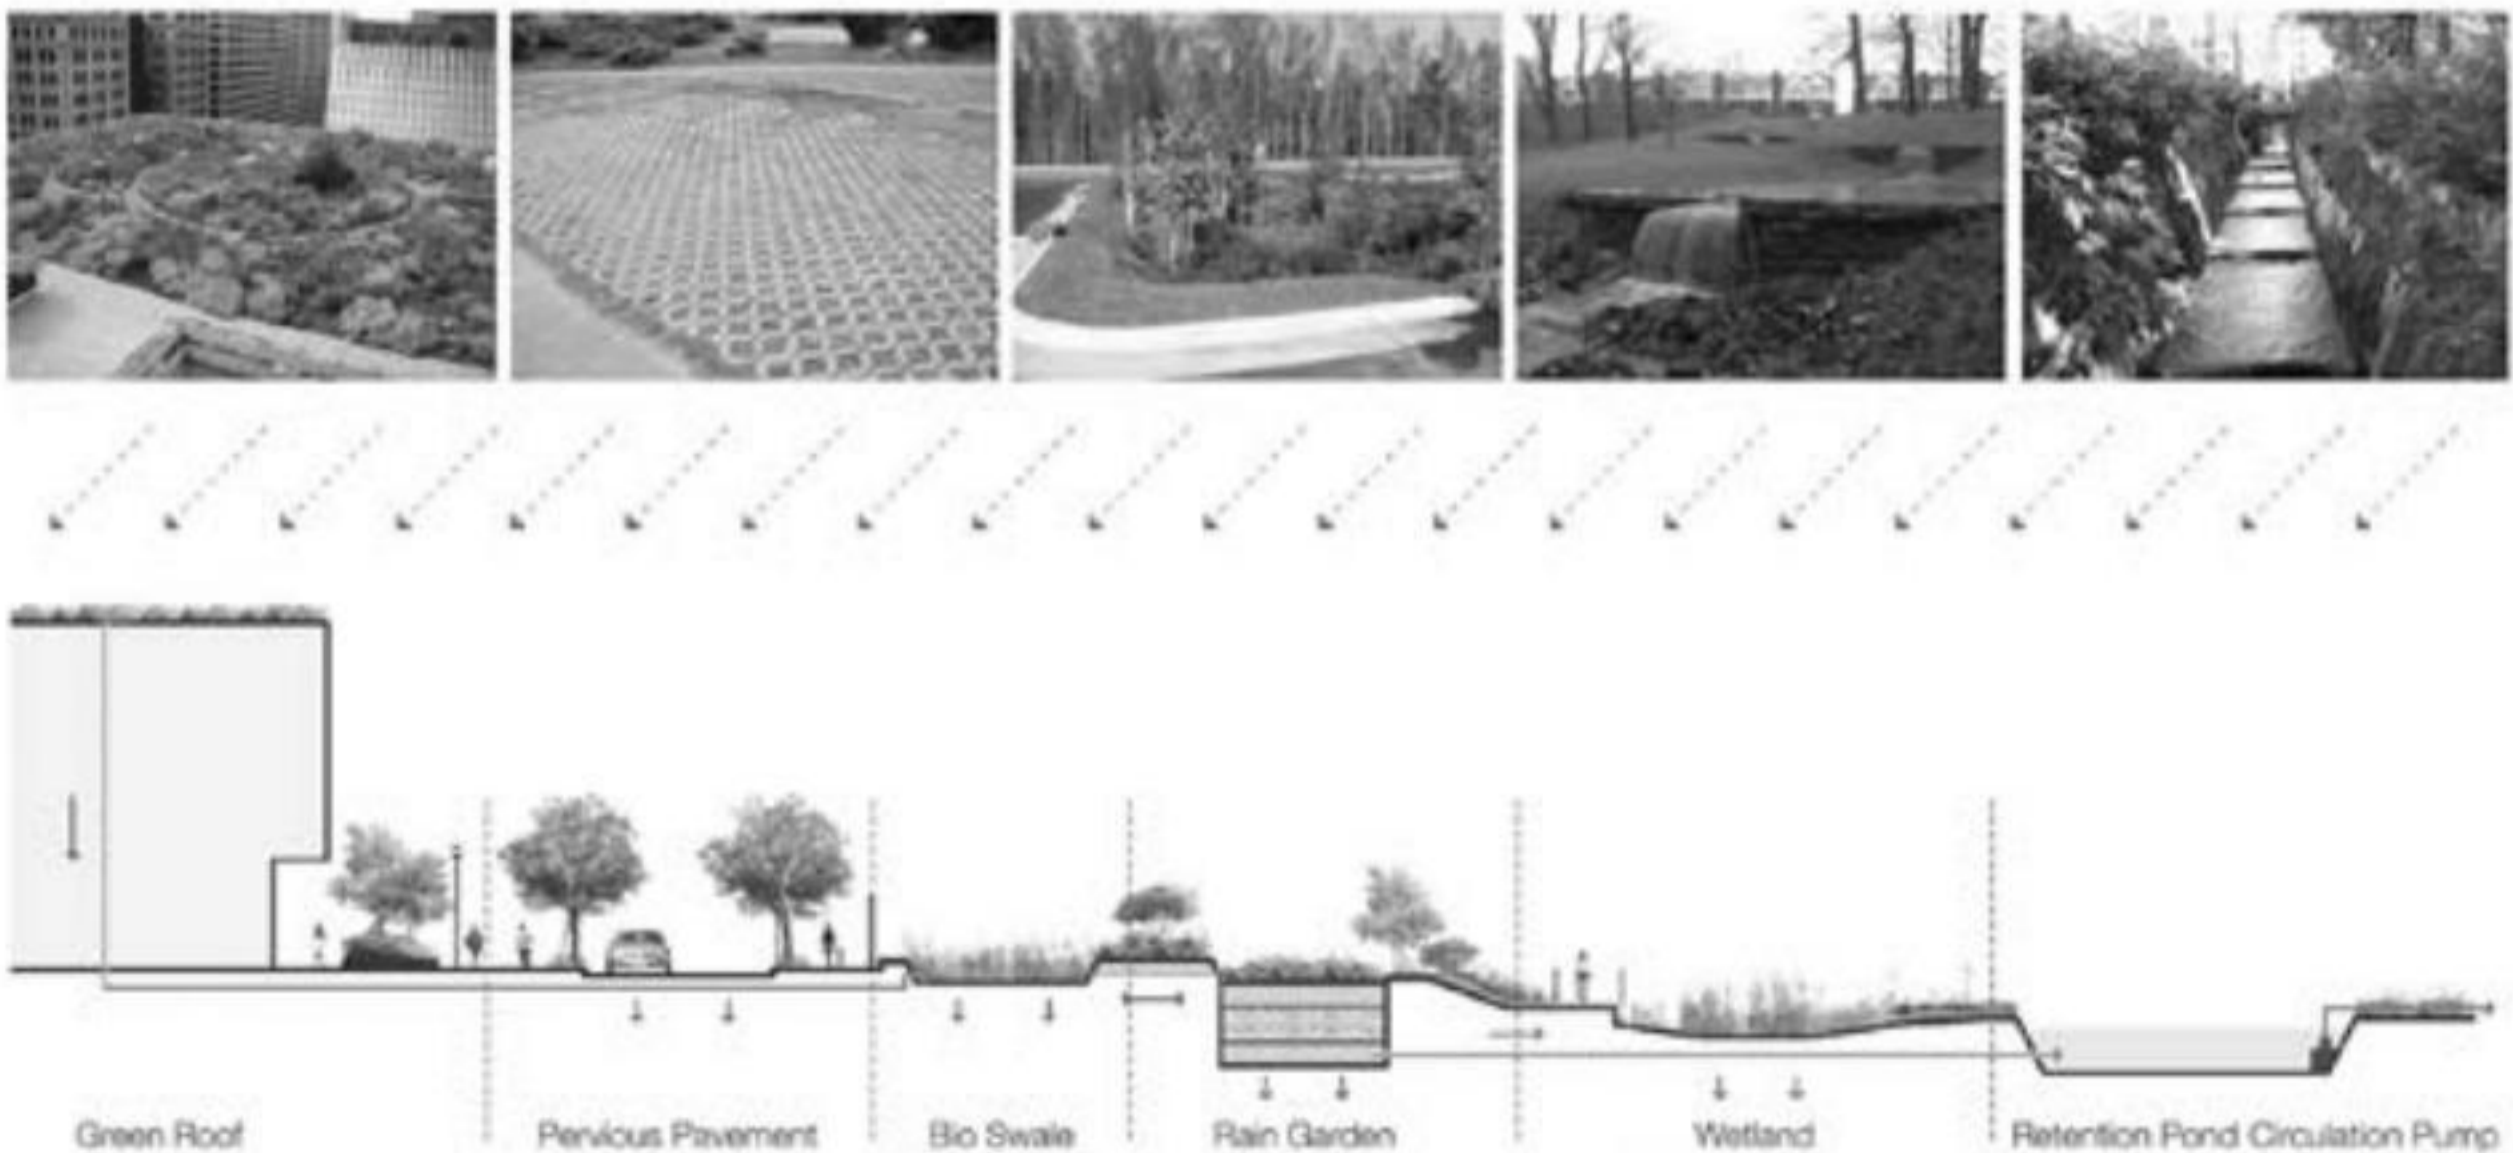 Green Roof
Pervious Pavement
Bio Swale
Rain Garden
Wetland
Retention Pond Circulation Pump